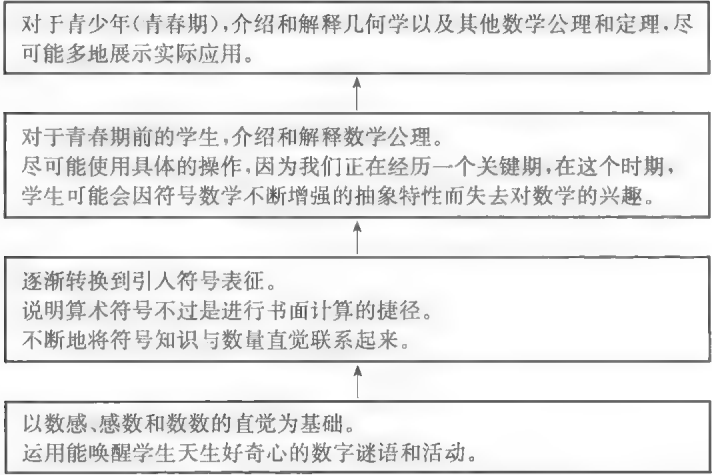 对于青少年(青春期),介绍和解释几何学以及其他数学公理和定理,尽
可能多地展示实际应用。
对于青春期前的学生,介绍和解释数学公理。
尽可能使用具体的操作,因为我们正在经历一个关键期,在这个时期,
学生可能会因符号数学不断增强的抽象特性而失去对数学的兴趣。
逐渐转换到引人符号表征。
说明算术符号不过是进行书面计算的捷径。
不断地将符号知识与数量直觉联系起来。
以数感、感数和数数的直觉为基础。
运用能唤醒学生天生好奇心的数字谜语和活动。